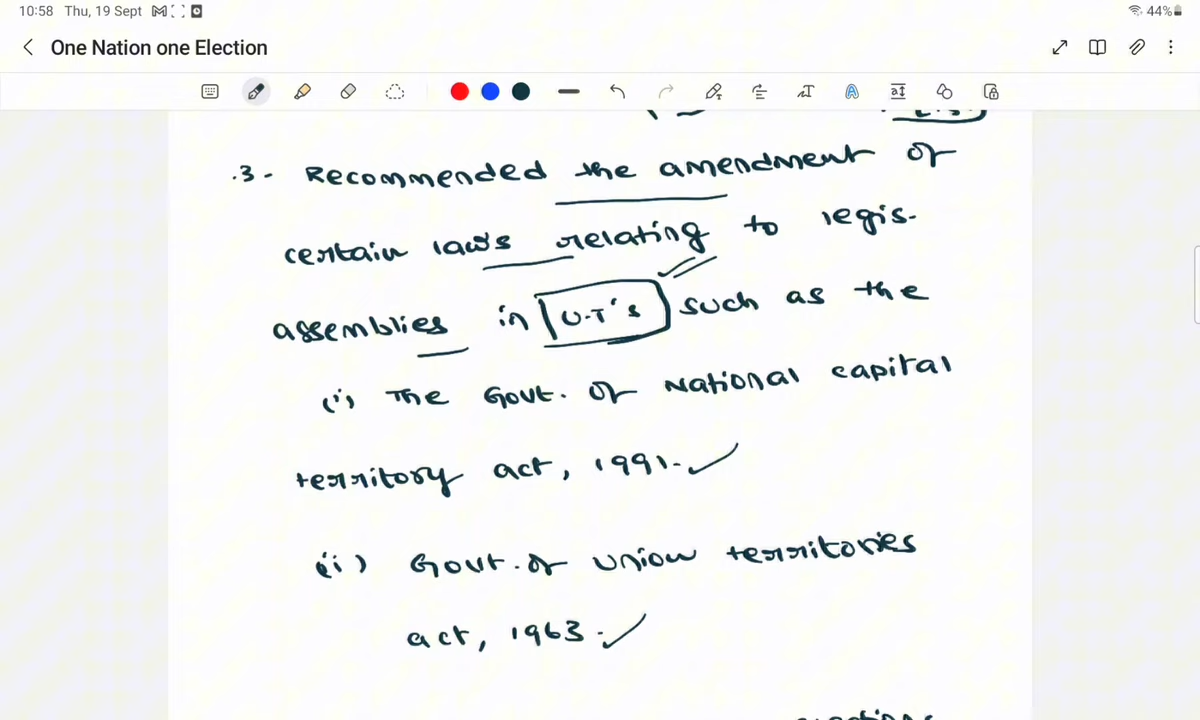 10:58 Thu, 19 Sept
44%
One Nation one Election
.3- Recommended the amendment of
certain laws relating to legis.
assemblies in U.T's such as the
(i) The Govt. of National capital
territory act, 1991.
(ii) Govt. of union territories
act, 1963.